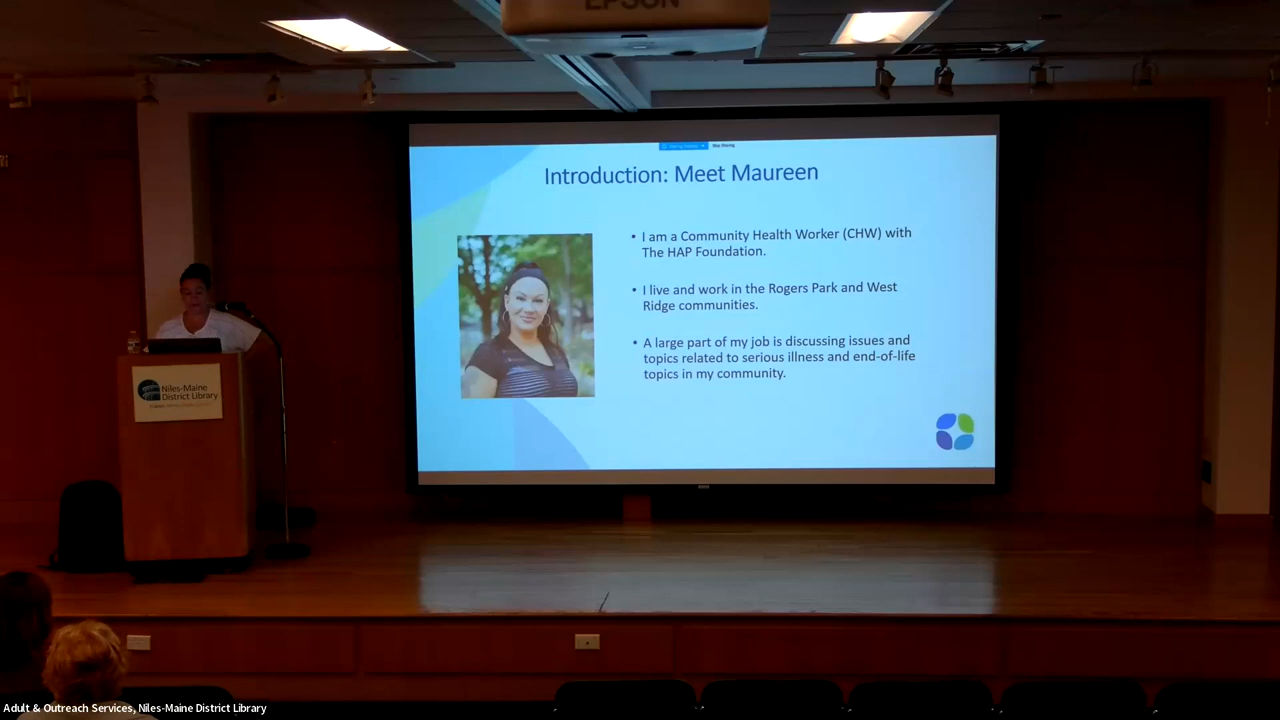 EPSON
Introduction: Meet Maureen
• I am a Community Health Worker (CHW) with
The HAP Foundation.
• I live and work in the Rogers Park and West
Ridge communities.
• A large part of my job is discussing issues and
topics related to serious illness and end-of-life
topics in my community.
Niles-Maine
District Library
Adult & Outreach Services, Niles-Maine District Library